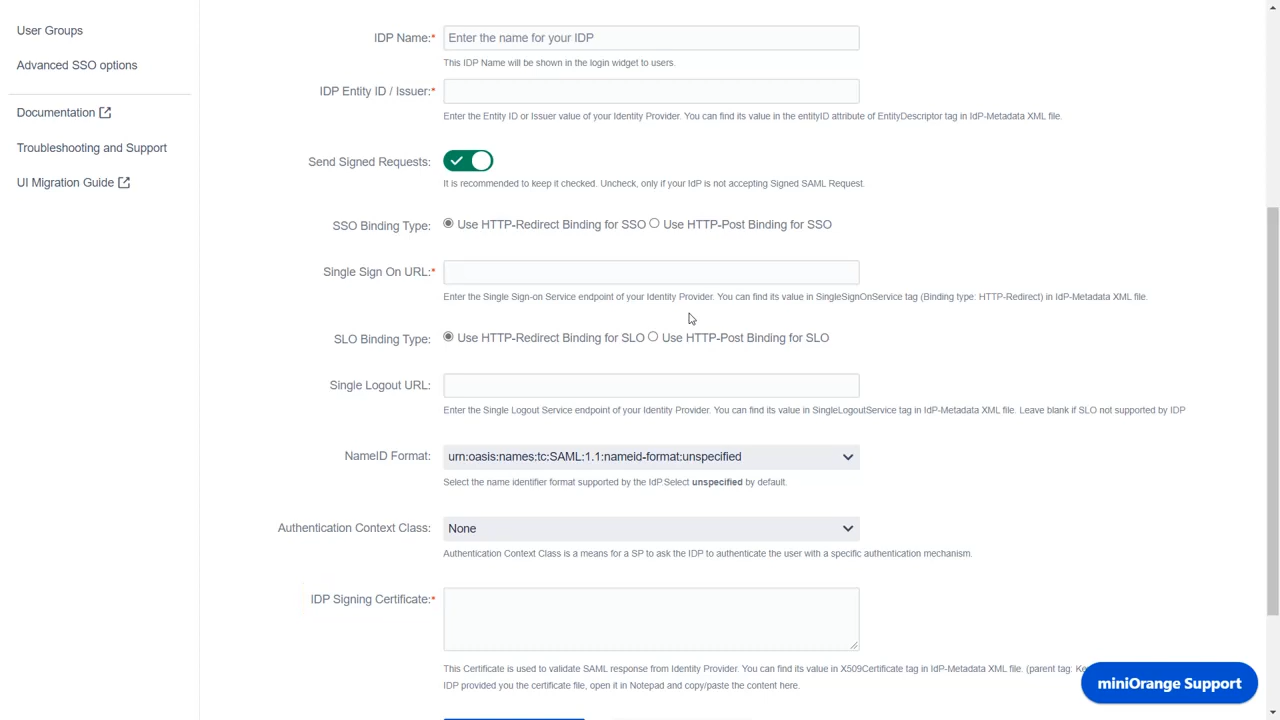 User Groups
Advanced SSO options
Documentation
Troubleshooting and Support
UI Migration Guide
IDP Name:* Enter the name for your IDP
This IDP Name will be shown in the login widget to users.
IDP Entity ID / Issuer:*
Enter the Entity ID or Issuer value of your Identity Provider. You can find its value in the entityID attribute of EntityDescriptor tag in IdP-Metadata XML file.
Send Signed Requests:
It is recommended to keep it checked. Uncheck, only if your IdP is not accepting Signed SAML Request.
SSO Binding Type: Use HTTP-Redirect Binding for SSO Use HTTP-Post Binding for SSO
Single Sign On URL:*
Enter the Single Sign-on Service endpoint of your Identity Provider. You can find its value in SingleSignOnService tag (Binding type: HTTP-Redirect) in IdP-Metadata XML file.
SLO Binding Type: Use HTTP-Redirect Binding for SLO Use HTTP-Post Binding for SLO
Single Logout URL:
Enter the Single Logout Service endpoint of your Identity Provider. You can find its value in SingleLogoutService tag in IdP-Metadata XML file. Leave blank if SLO not supported by IDP
NameID Format: urn:oasis:names:tc:SAML:1.1:nameid-format:unspecified
Select the name identifier format supported by the IdP. Select unspecified by default.
Authentication Context Class: None
Authentication Context Class is a means for a SP to ask the IDP to authenticate the user with a specific authentication mechanism.
IDP Signing Certificate:*
This Certificate is used to validate SAML response from Identity Provider. You can find its value in X509Certificate tag in IdP-Metadata XML file. (parent tag:
IDP provided you the certificate file, open it in Notepad and copy/paste the content here.
miniOrange Support